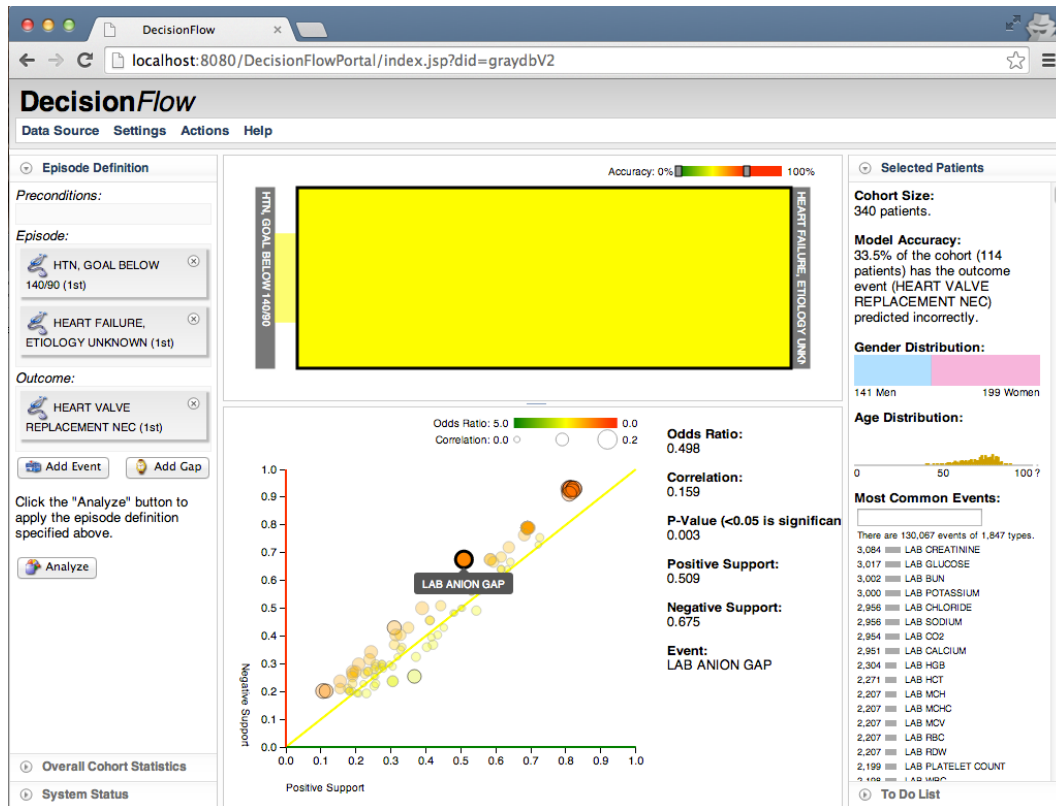 DecisionFlow
localhost:8080/DecisionFlowPortal/index.jsp?did=graydbV2
DecisionFlow
Data Source Settings Actions Help
Episode Definition
Preconditions:
Episode:
HTN, GOAL BELOW
140/90 (1st)
HEART FAILURE,
ETIOLOGY UNKNOWN (1st)
Outcome:
HEART VALVE
REPLACEMENT NEC (1st)
Add Event Add Gap
Click the "Analyze" button to
apply the episode definition
specified above.
Analyze
Overall Cohort Statistics
System Status
Accuracy: 0% 100%
HTN, GOAL BELOW 140/90
HEART FAILURE, ETIOLOGY UNK
Odds Ratio: 5.0 0.0
Correlation: 0.0 0.2
1.0
0.9
0.8
0.7
0.6
0.5
0.4
0.3
0.2
0.1
0.0
Negative Support
LAB ANION GAP
0.0 0.1 0.2 0.3 0.4 0.5 0.6 0.7 0.8 0.9 1.0
Positive Support
Odds Ratio:
0.498
Correlation:
0.159
P-Value (<0.05 is significan
0.003
Positive Support:
0.509
Negative Support:
0.675
Event:
LAB ANION GAP
Selected Patients
Cohort Size:
340 patients.
Model Accuracy:
33.5% of the cohort (114
patients) has the outcome
event (HEART VALVE
REPLACEMENT NEC)
predicted incorrectly.
Gender Distribution:
141 Men 199 Women
Age Distribution:
0 50 100 ?
Most Common Events:
There are 130,067 events of 1,847 types.
3,084 LAB CREATININE
3,017 LAB GLUCOSE
3,002 LAB BUN
3,000 LAB POTASSIUM
2,956 LAB CHLORIDE
2,956 LAB SODIUM
2,954 LAB CO2
2,951 LAB CALCIUM
2,304 LAB HGB
2,271 LAB HCT
2,207 LAB MCH
2,207 LAB MCHC
2,207 LAB MCV
2,207 LAB RBC
2,207 LAB RDW
2,199 LAB PLATELET COUNT
2,198 LAB WBC
To Do List